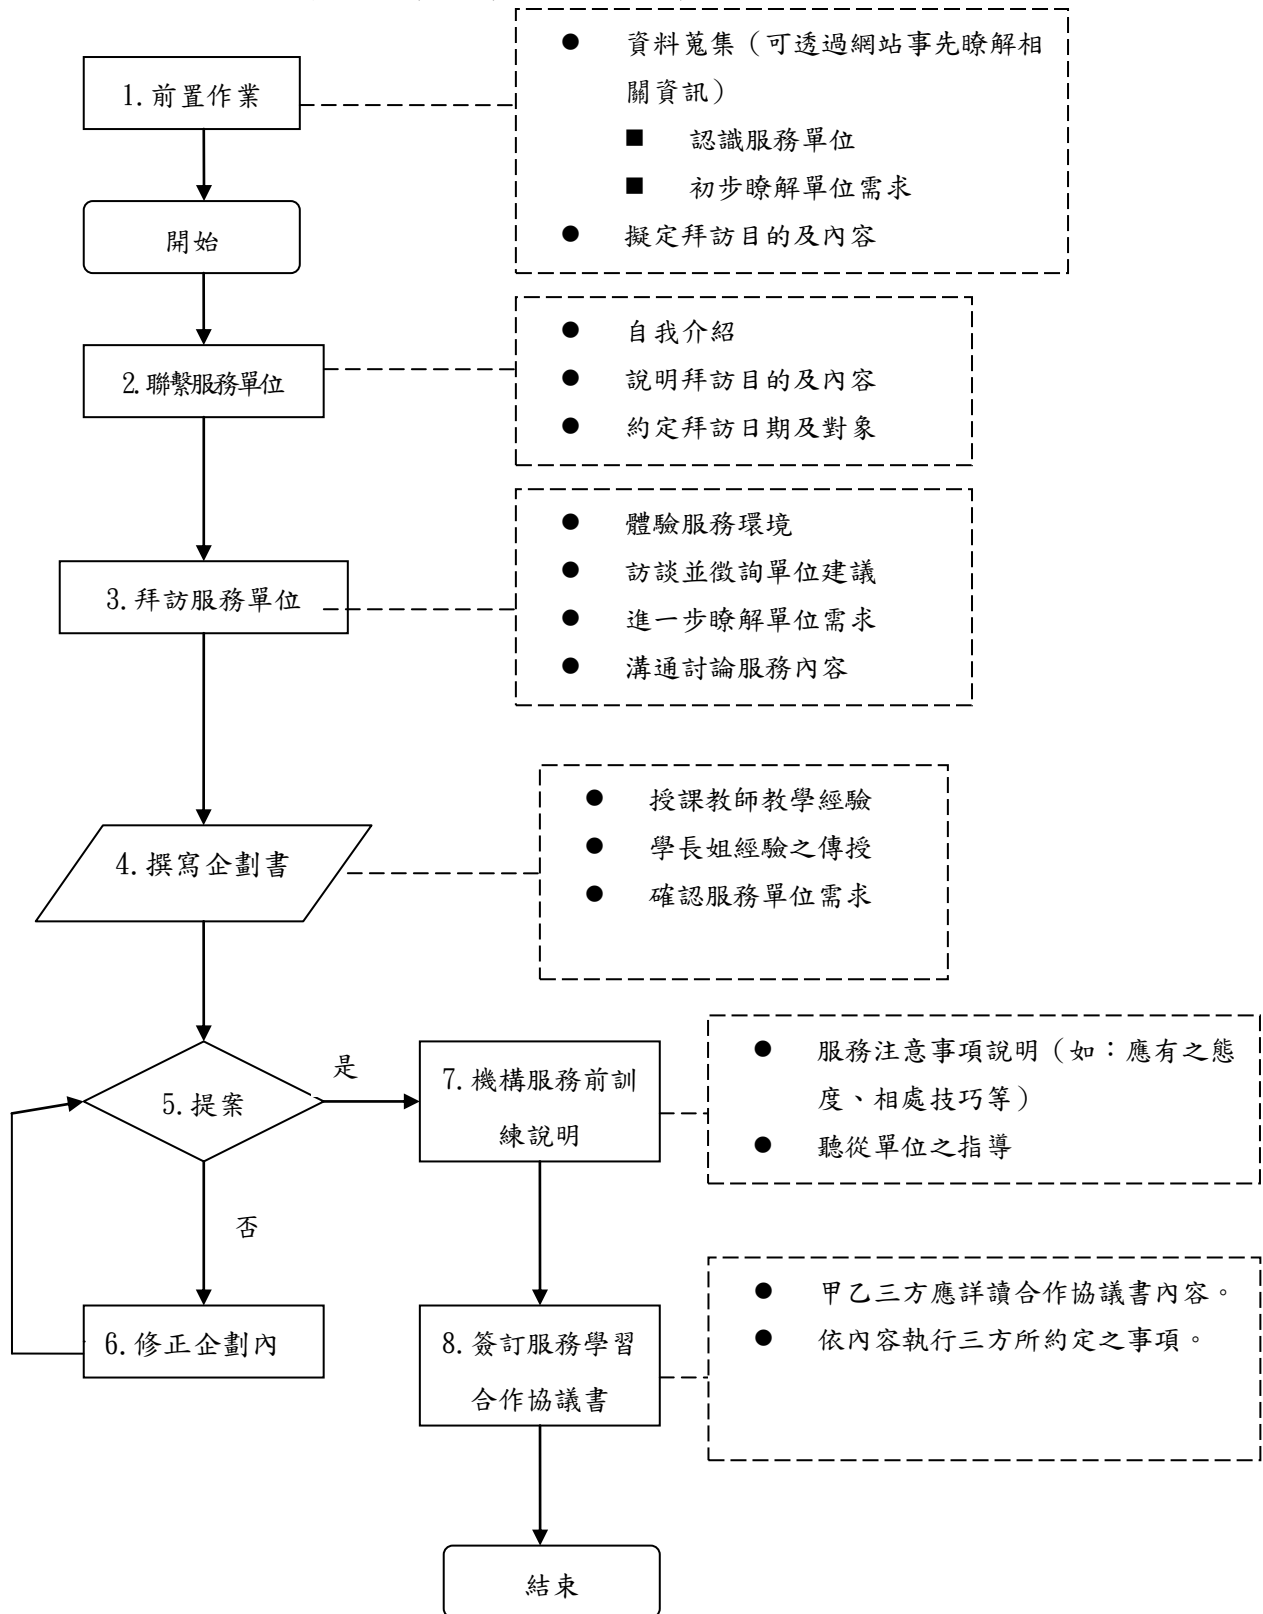 1.前置作業
● 資料蒐集（可透過網站事先瞭解相
關資訊）
■ 認識服務單位
■ 初步瞭解單位需求
● 擬定拜訪目的及內容
開始
2.聯繫服務單位
● 自我介紹
● 說明拜訪目的及內容
● 約定拜訪日期及對象
3.拜訪服務單位
● 體驗服務環境
● 訪談並徵詢單位建議
● 進一步瞭解單位需求
● 溝通討論服務內容
4.撰寫企劃書
● 授課教師教學經驗
● 學長姐經驗之傳授
● 確認服務單位需求
5.提案
是
否
6.修正企劃內
7.機構服務前訓
練說明
● 服務注意事項說明（如：應有之態
度、相處技巧等）
● 聽從單位之指導
8.簽訂服務學習
合作協議書
● 甲乙三方應詳讀合作協議書內容。
● 依內容執行三方所約定之事項。
結束